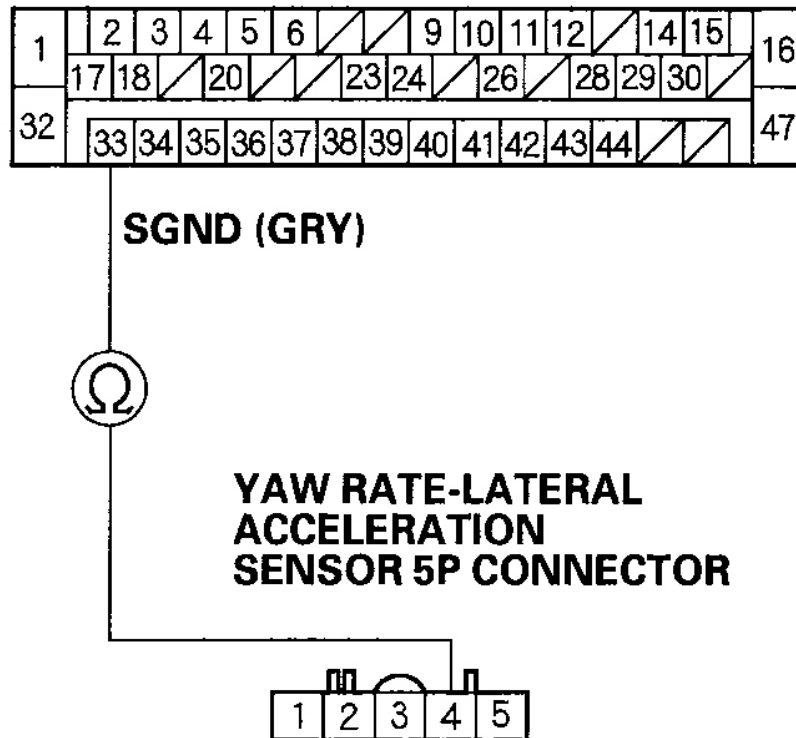 1 2 3 4 5 6 9 10 11 12 14 15 16
17 18 20 23 24 26 28 29 30
32 33 34 35 36 37 38 39 40 41 42 43 44 47
SGND (GRY)
Ω
YAW RATE-LATERAL
ACCELERATION
SENSOR 5P CONNECTOR
1 2 3 4 5